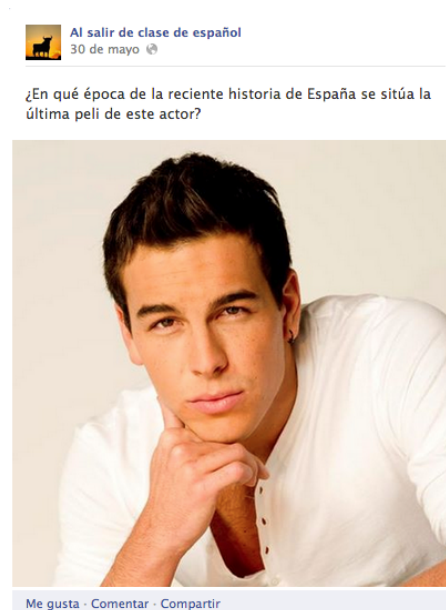 Al salir de clase de español
30 de mayo
¿En qué época de la reciente historia de España se sitúa la
última peli de este actor?
Me gusta · Comentar · Compartir